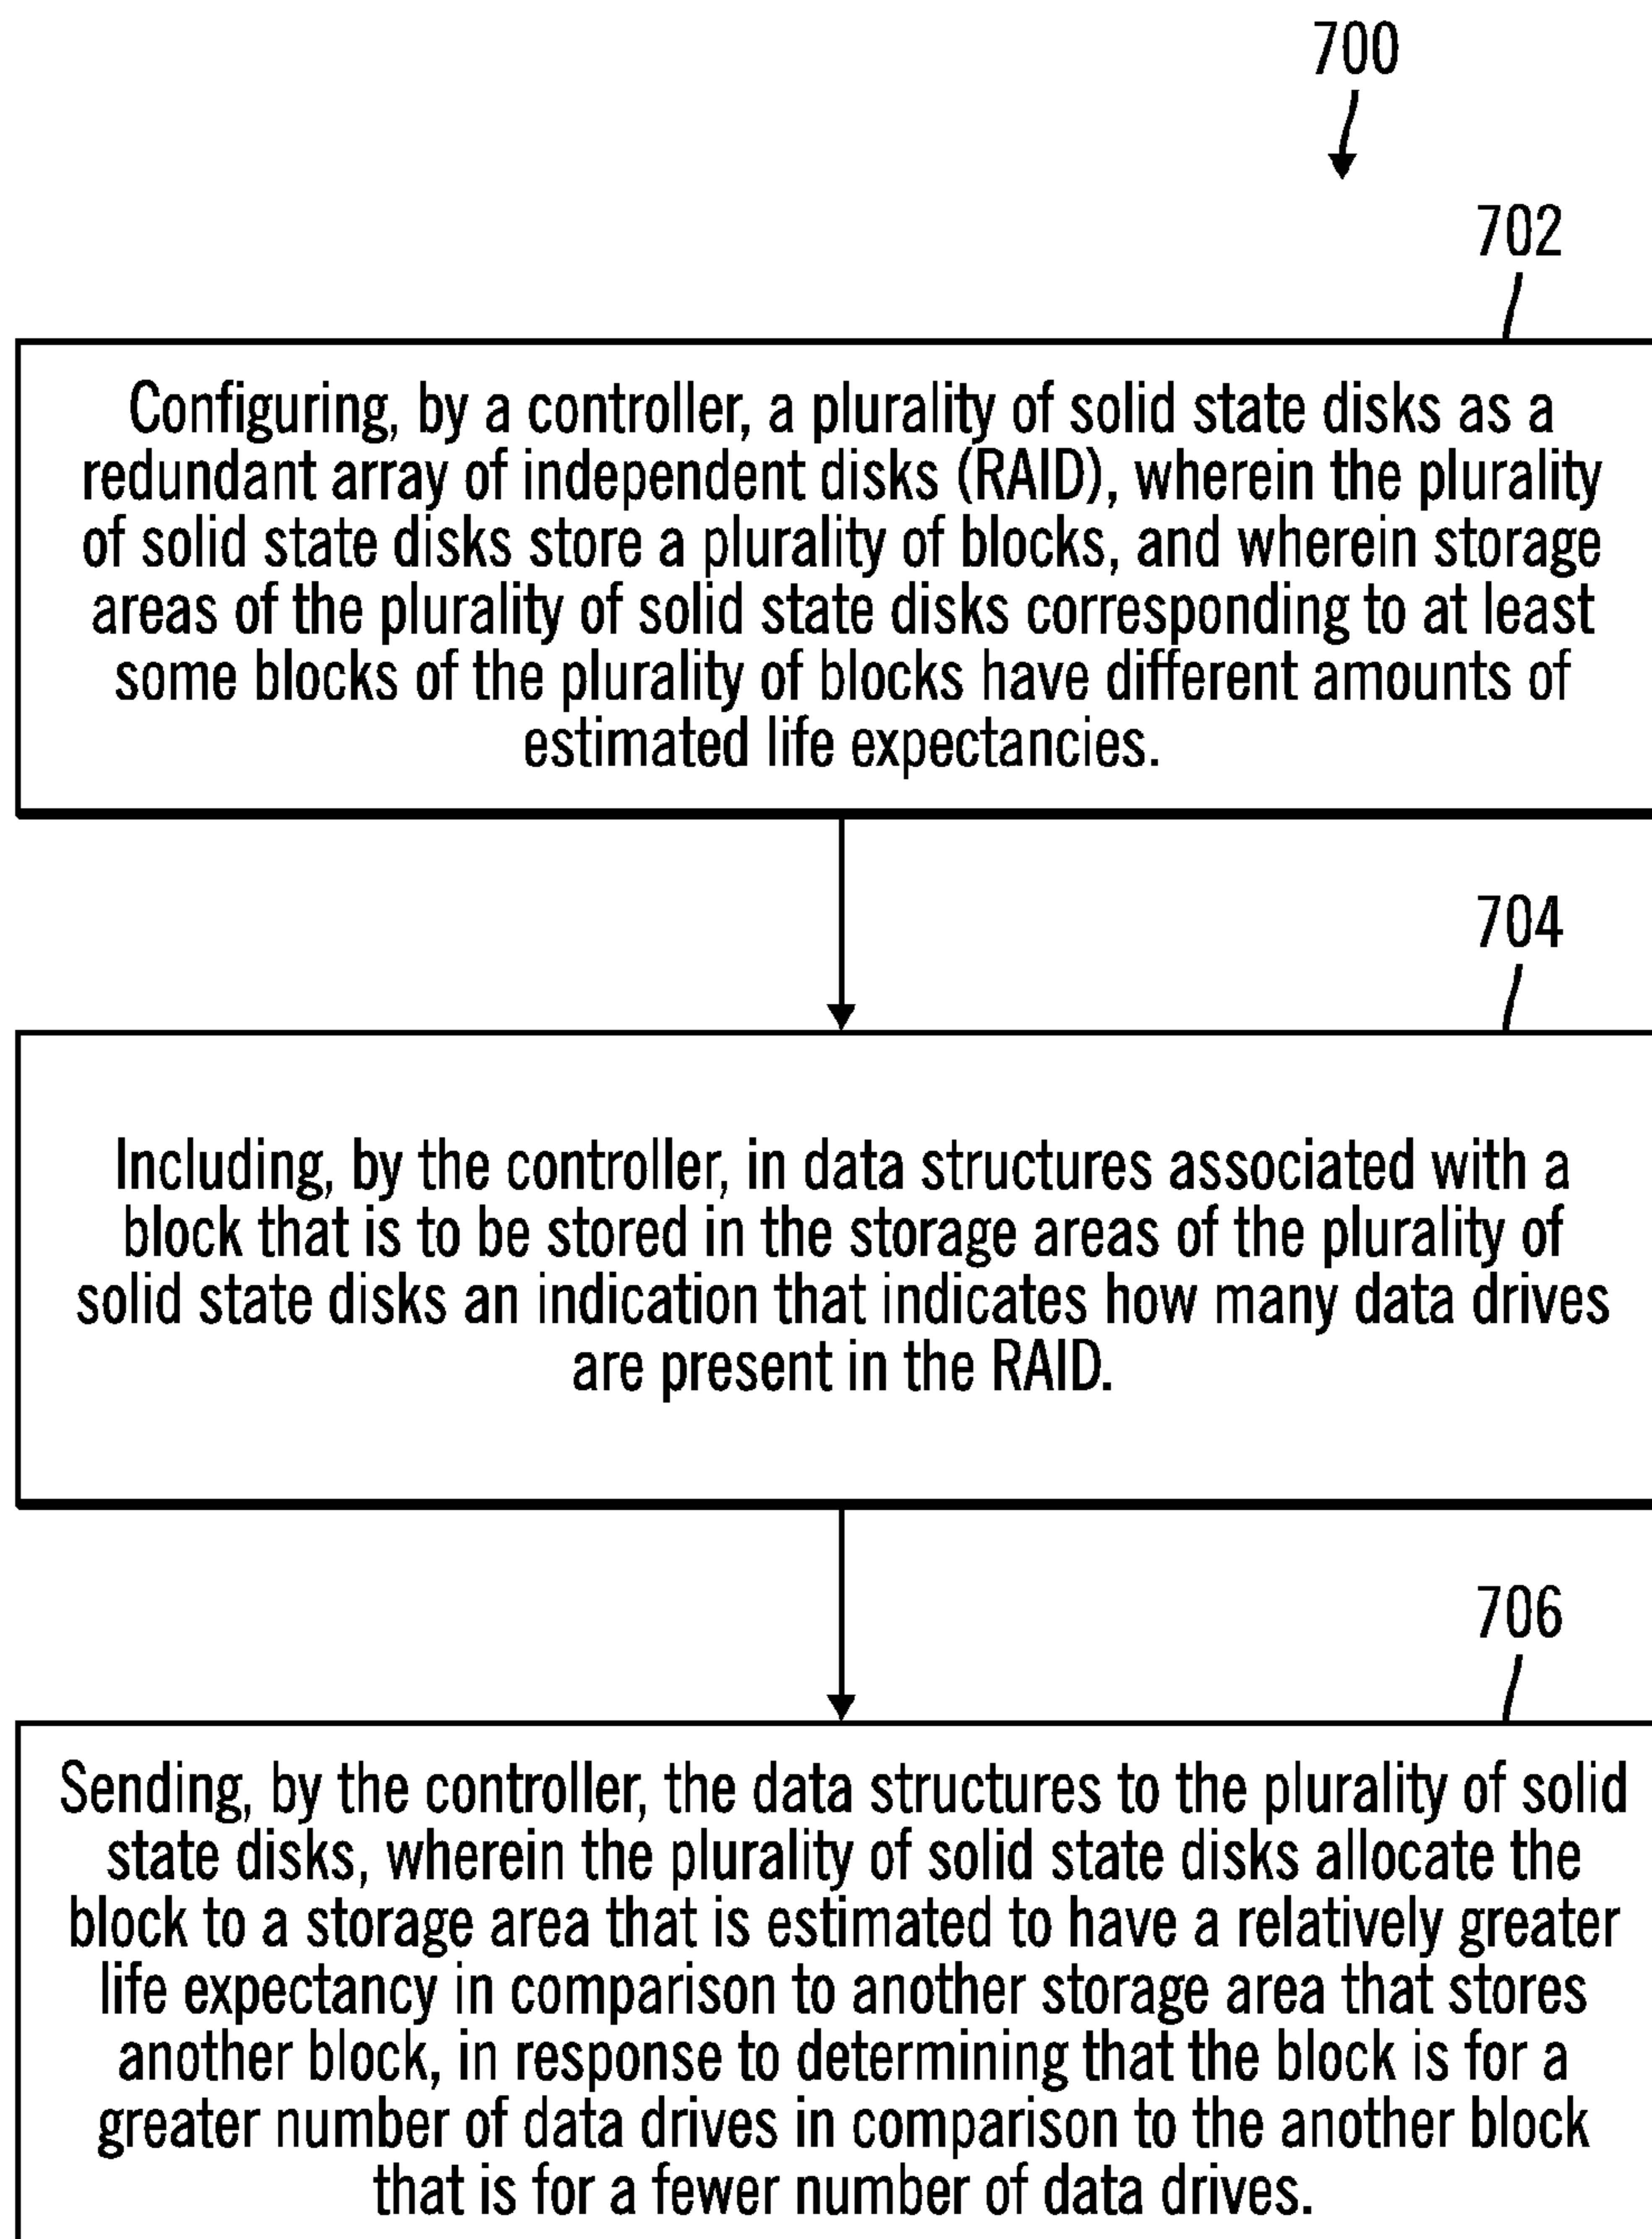 700
702
Configuring, by a controller, a plurality of solid state disks as a
redundant array of independent disks (RAID), wherein the plurality
of solid state disks store a plurality of blocks, and wherein storage
areas of the plurality of solid state disks corresponding to at least
some blocks of the plurality of blocks have different amounts of
estimated life expectancies.
704
Including, by the controller, in data structures associated with a
block that is to be stored in the storage areas of the plurality of
solid state disks an indication that indicates how many data drives
are present in the RAID.
706
Sending, by the controller, the data structures to the plurality of solid
state disks, wherein the plurality of solid state disks allocate the
block to a storage area that is estimated to have a relatively greater
life expectancy in comparison to another storage area that stores
another block, in response to determining that the block is for a
greater number of data drives in comparison to the another block
that is for a fewer number of data drives.